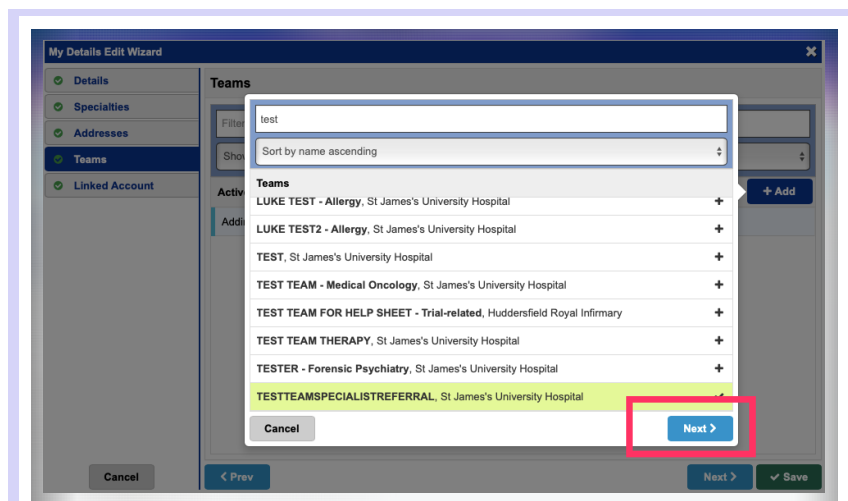 My Details Edit Wizard
Details
Specialties
Addresses
Teams
Linked Account
Cancel
Teams
Filter
Show
Active
+ Add
Addi
test
Sort by name ascending
Teams
LUKE TEST - Allergy, St James's University Hospital
LUKE TEST2 - Allergy, St James's University Hospital
TEST, St James's University Hospital
TEST TEAM - Medical Oncology, St James's University Hospital
TEST TEAM FOR HELP SHEET - Trial-related, Huddersfield Royal Infirmary
TEST TEAM THERAPY, St James's University Hospital
TESTER - Forensic Psychiatry, St James's University Hospital
TESTTEAMSPECIALISTREFERRAL, St James's University Hospital
Cancel
Next
Prev
Next
Save